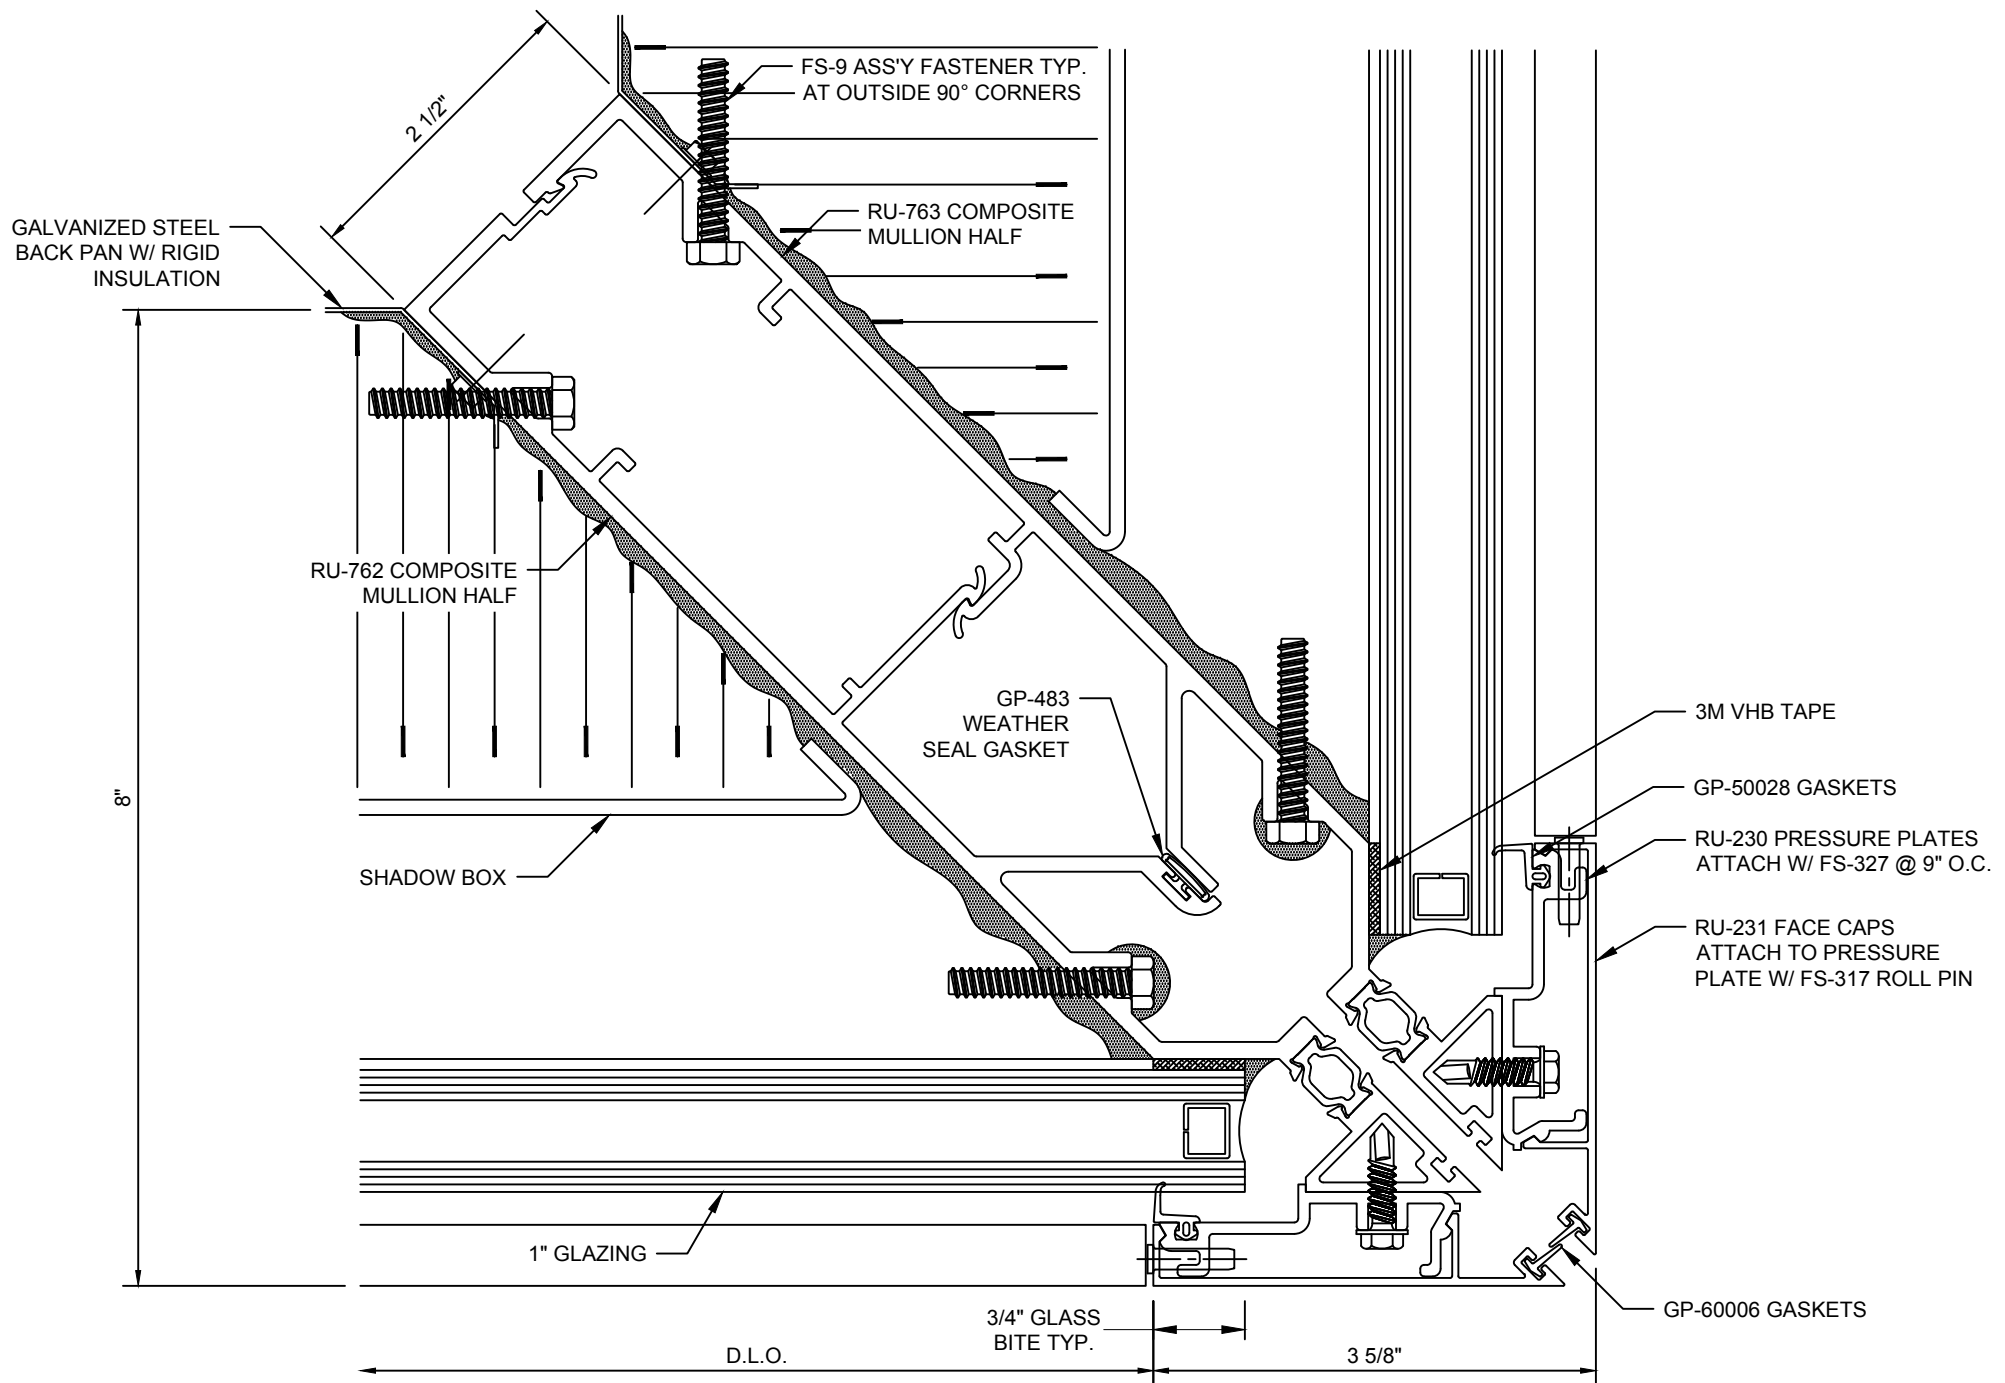 2 1/2"
FS-9 ASS'Y FASTENER TYP.
AT OUTSIDE 90° CORNERS
GALVANIZED STEEL
BACK PAN W/ RIGID
INSULATION
RU-763 COMPOSITE
MULLION HALF
RU-762 COMPOSITE
MULLION HALF
GP-483
WEATHER
SEAL GASKET
3M VHB TAPE
GP-50028 GASKETS
8"
RU-230 PRESSURE PLATES
ATTACH W/ FS-327 @ 9" O.C.
SHADOW BOX
RU-231 FACE CAPS
ATTACH TO PRESSURE
PLATE W/ FS-317 ROLL PIN
1" GLAZING
GP-60006 GASKETS
3/4" GLASS
BITE TYP.
D.L.O.
3 5/8"